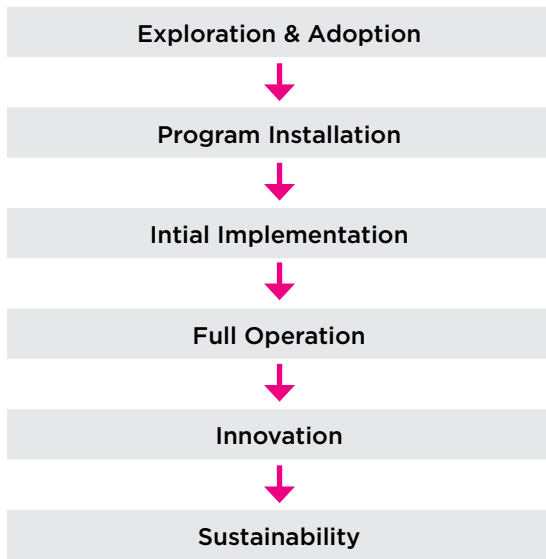 Exploration & Adoption
Program Installation
Intial Implementation
Full Operation
Innovation
Sustainability